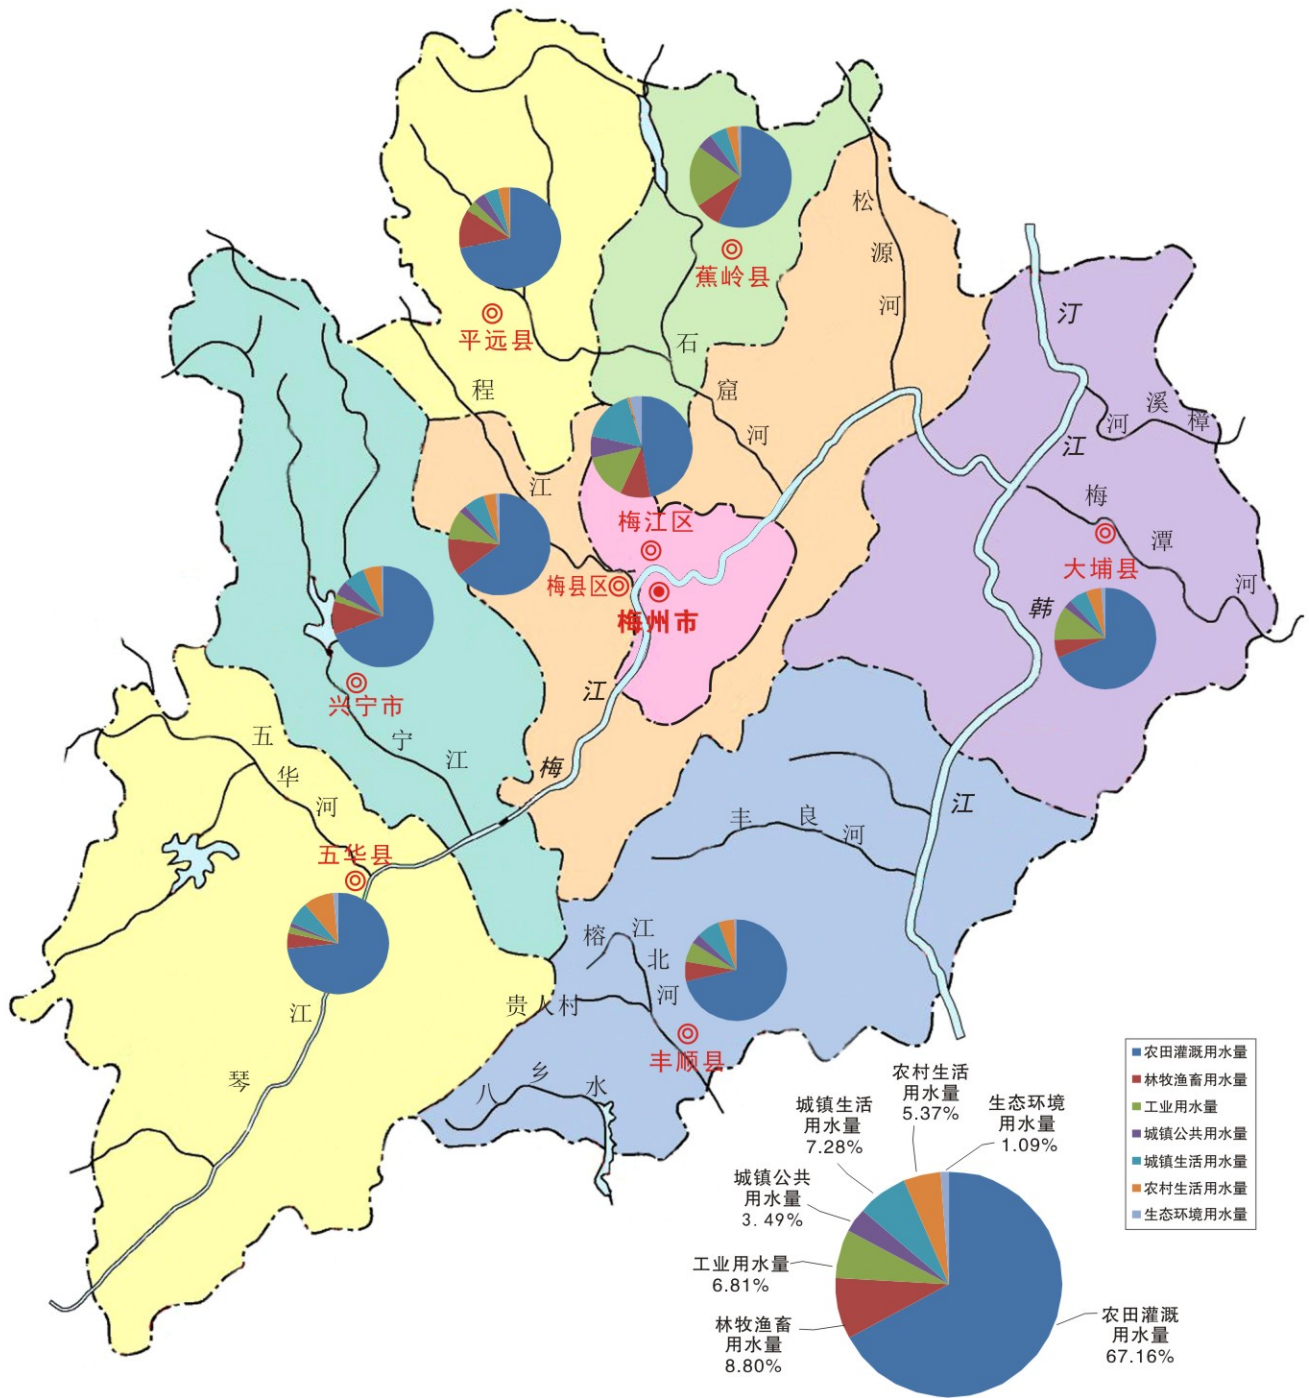 松
源
河
蕉岭县
汀
江
平远县
石
窟
河
程
江
溪
樟
河
梅江区
梅
潭
河
大埔县
梅县区
梅州市
韩
江
江
梅
兴宁市
宁
江
五
华
河
五华县
丰
良
河
榕
江
北
河
贵人村
江
琴
丰顺县
八
乡
水
农田灌溉用水量
林牧渔畜用水量
工业用水量
城镇公共用水量
城镇生活用水量
农村生活用水量
生态环境用水量
农村生活
用水量
5.37%
城镇生活
用水量
7.28%
生态环境
用水量
1.09%
城镇公共
用水量
3.49%
工业用水量
6.81%
林牧渔畜
用水量
8.80%
农田灌溉
用水量
67.16%